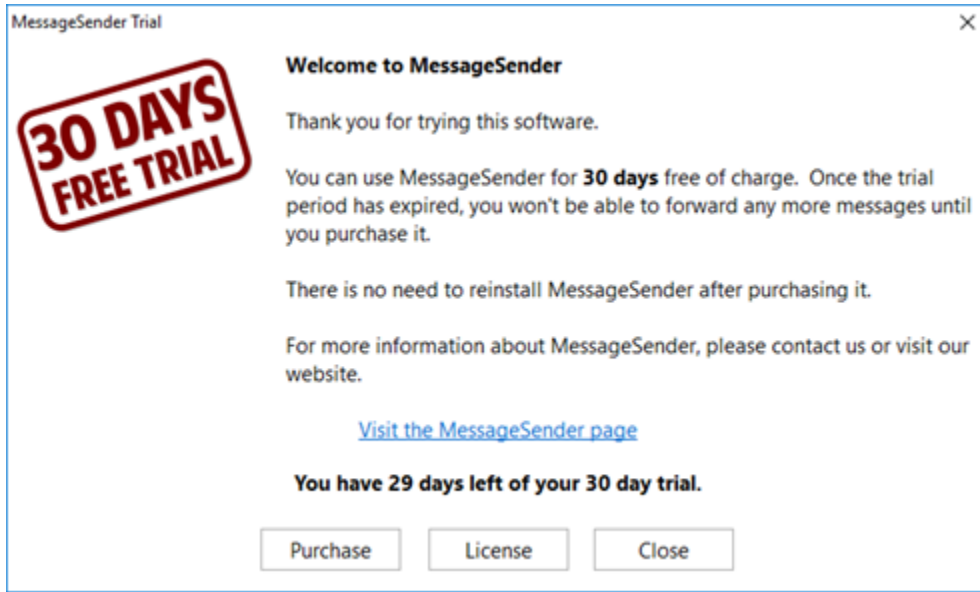 MessageSender Trial
30 DAYS
FREE TRIAL
Welcome to MessageSender
Thank you for trying this software.
You can use MessageSender for 30 days free of charge.  Once the trial
period has expired, you won't be able to forward any more messages until
you purchase it.
There is no need to reinstall MessageSender after purchasing it.
For more information about MessageSender, please contact us or visit our
website.
Visit the MessageSender page
You have 29 days left of your 30 day trial.
Purchase
License
Close